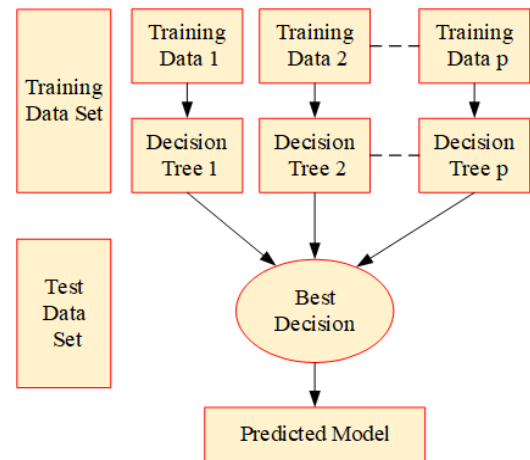 Training
Data Set
Training
Data 1
Training
Data 2
Training
Data p
Decision
Tree 1
Decision
Tree 2
Decision
Tree p
Test
Data
Set
Best
Decision
Predicted Model